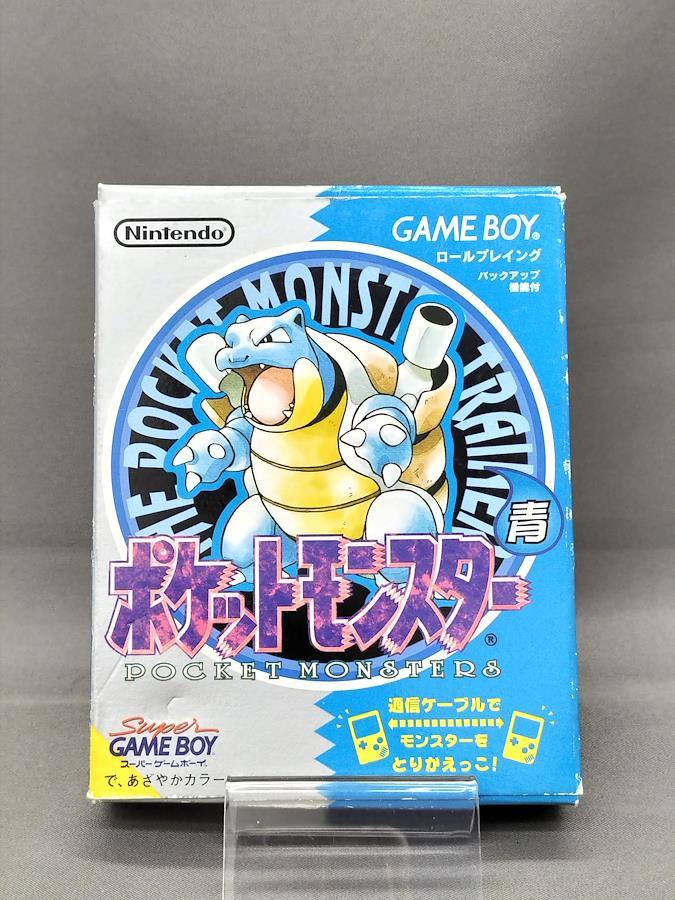 Nintendo®
GAME BOY®
ロールプレイング
バックアップ
機能付
THE POCKET MONSTER TRAINER
青
ポケットモンスター®
POCKET MONSTERS
通信ケーブルで
モンスターを
とりかえっこ!
Super
GAME BOY
スーパーゲームボーイ.
で、あざやかカラー